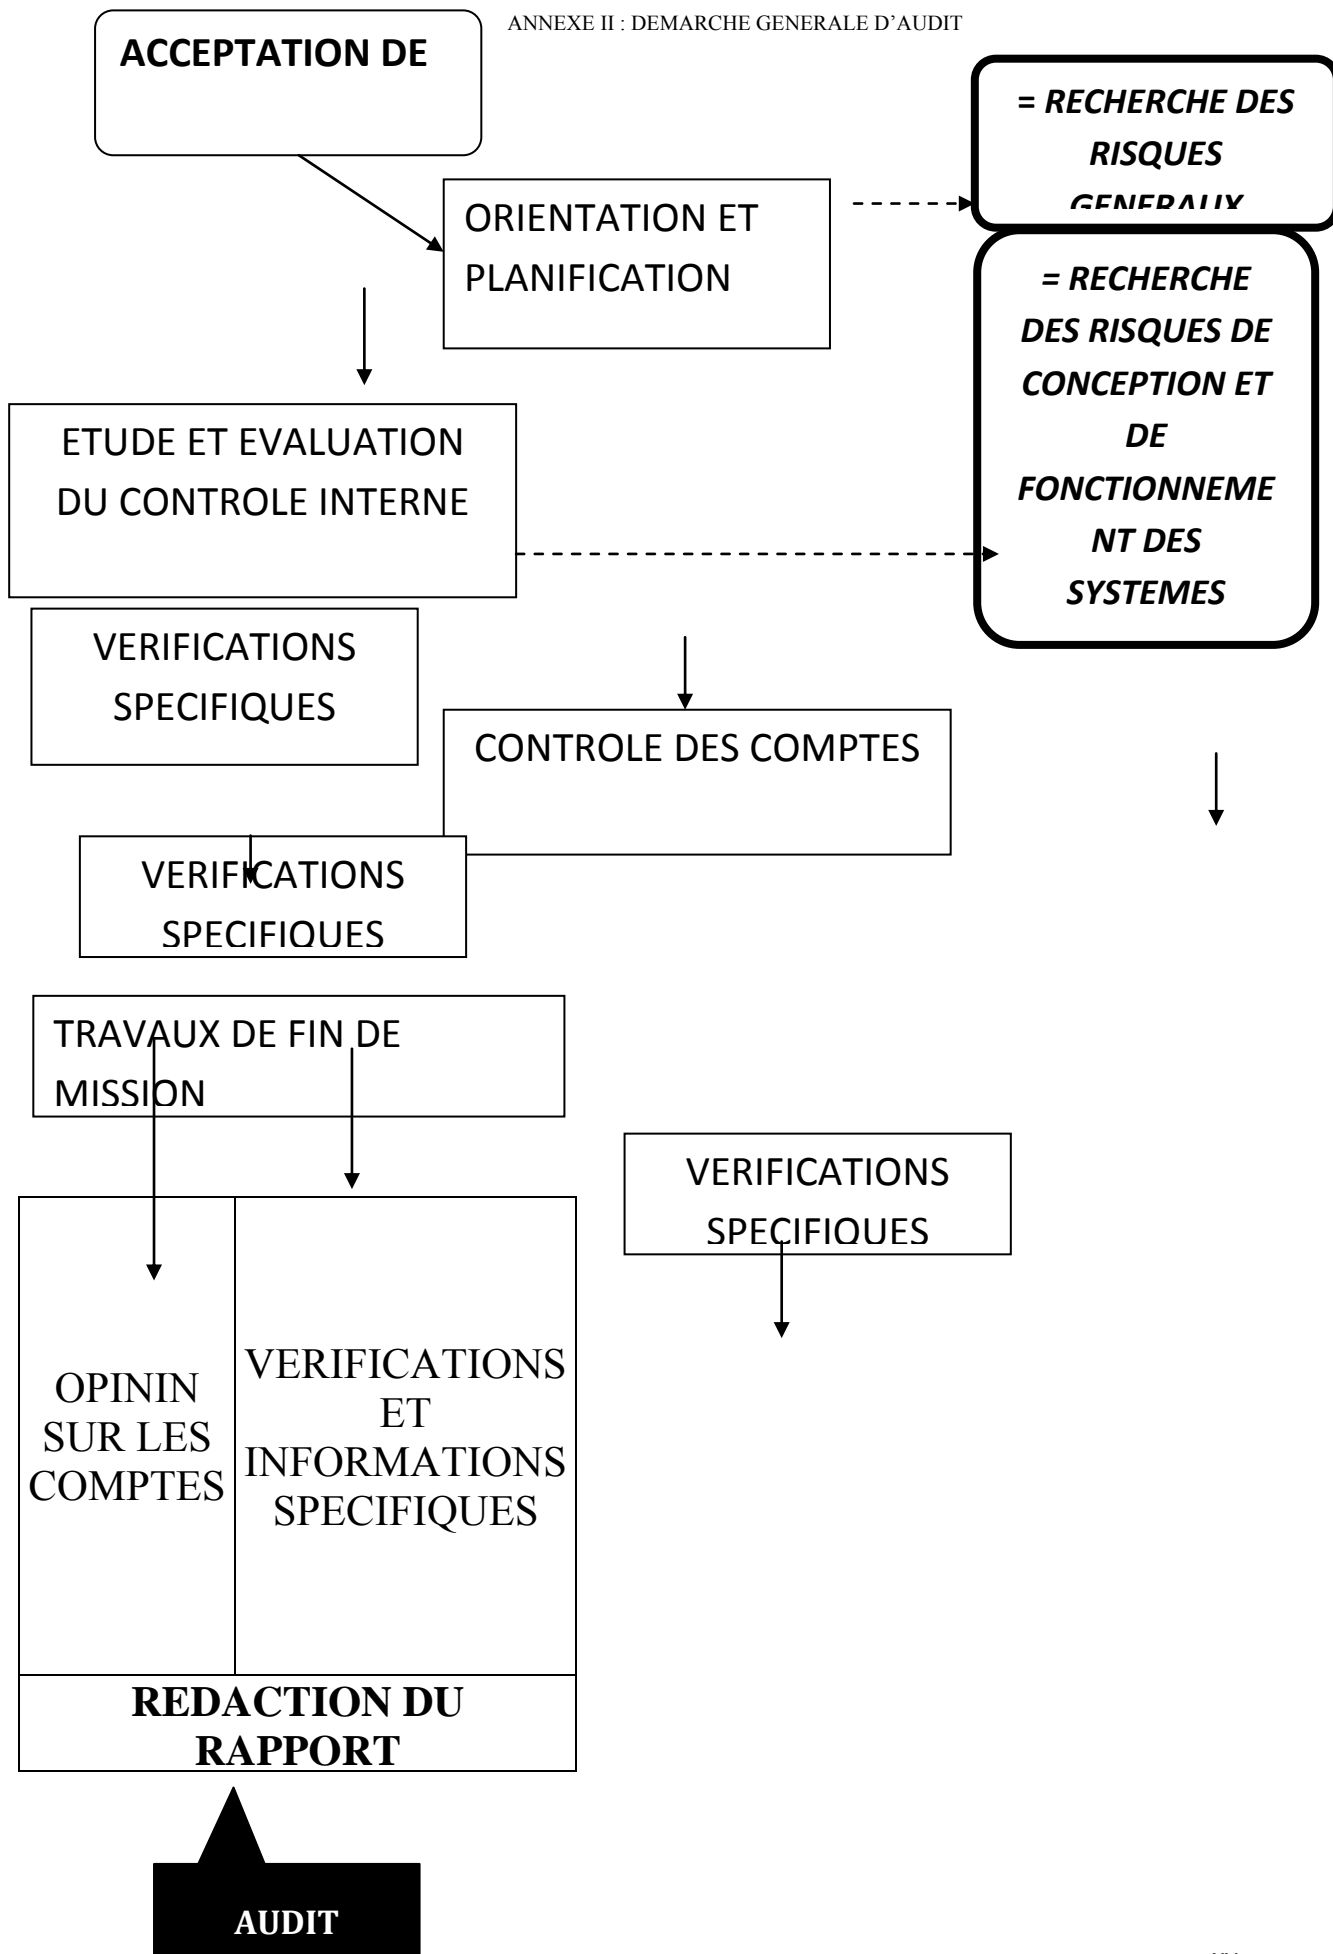 ANNEXE II : DEMARCHE GENERALE D’AUDIT
ACCEPTATION DE
= RECHERCHE DES
RISQUES
GENERAUX
ORIENTATION ET
PLANIFICATION
= RECHERCHE
DES RISQUES DE
CONCEPTION ET
DE
FONCTIONNEME
NT DES
SYSTEMES
ETUDE ET EVALUATION
DU CONTROLE INTERNE
VERIFICATIONS
SPECIFIQUES
CONTROLE DES COMPTES
VERIFICATIONS
SPECIFIQUES
TRAVAUX DE FIN DE
MISSION
VERIFICATIONS
SPECIFIQUES
OPININ
SUR LES
COMPTES
VERIFICATIONS
ET
INFORMATIONS
SPECIFIQUES
REDACTION DU
RAPPORT
AUDIT